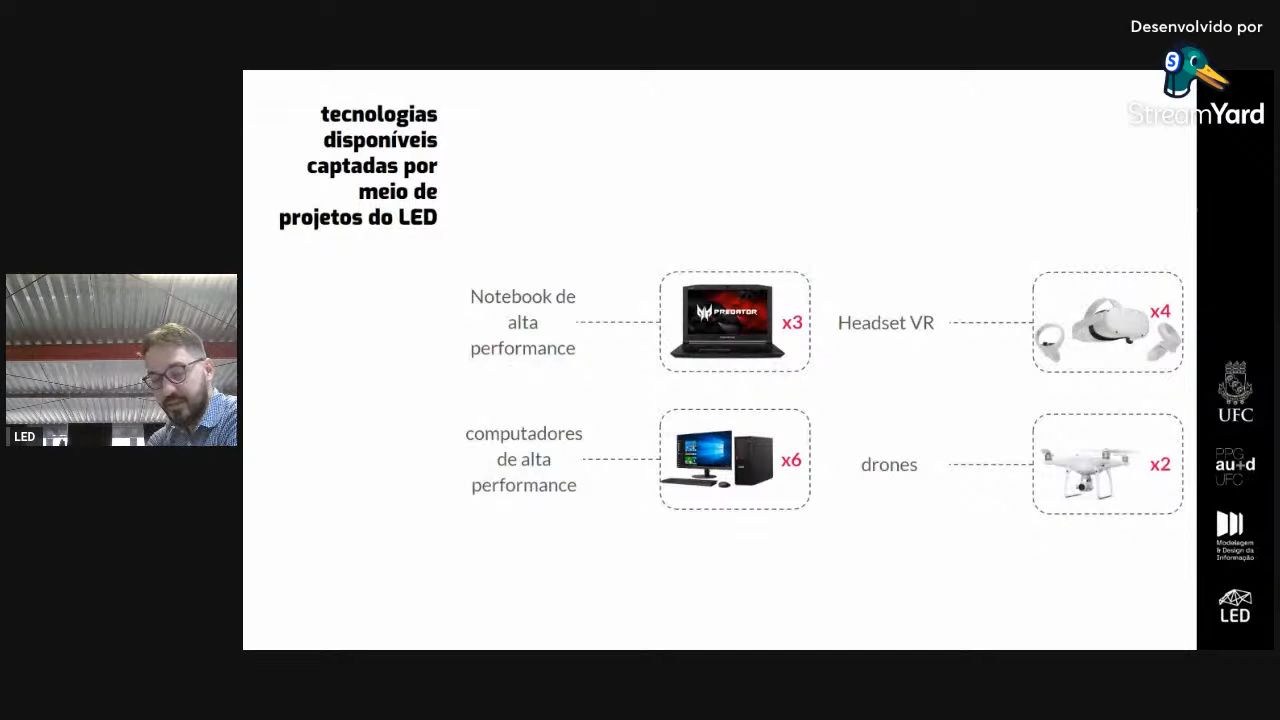 Desenvolvido por
StreamYard
tecnologias
disponíveis
captadas por
meio de
projetos do LED
Notebook de
alta
performance
PREDATOR
x3
Headset VR
x4
computadores
de alta
performance
x6
drones
x2
LED
UFC
PPG
au+d
UFC
Modelagem
& Design da
Informação
LED